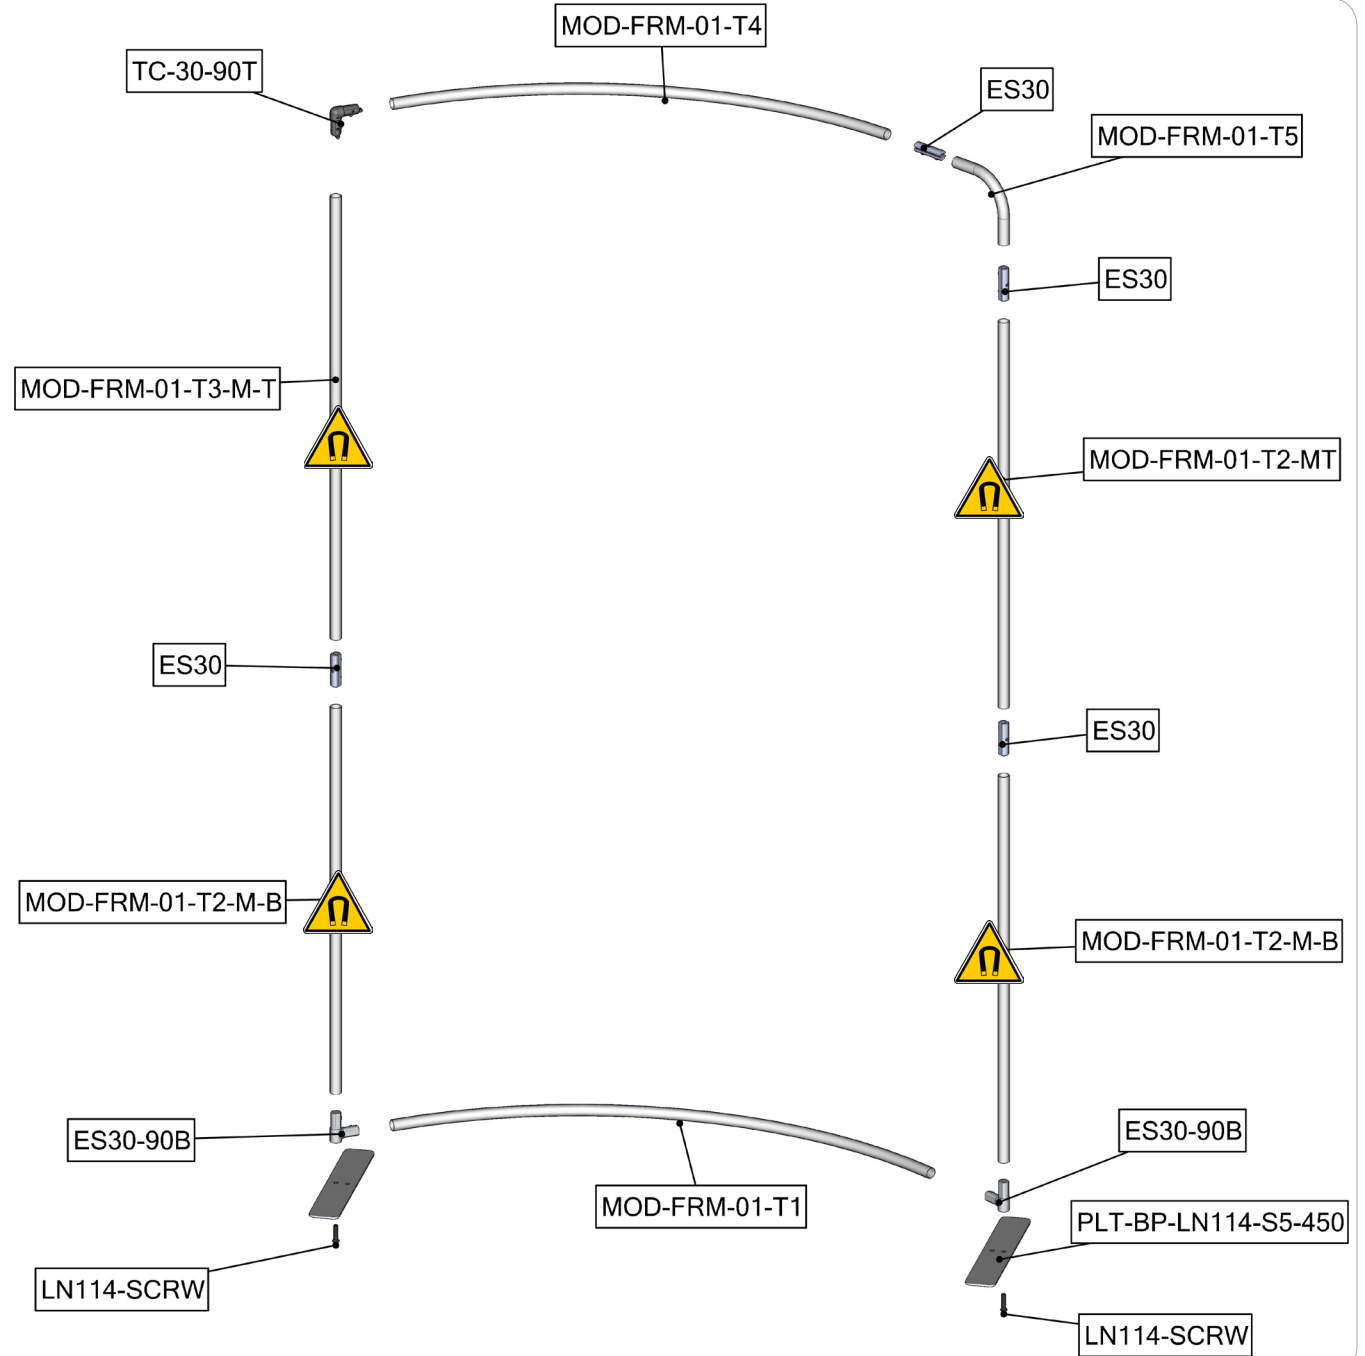 MOD-FRM-01-T4
TC-30-90T
ES30
MOD-FRM-01-T5
ES30
MOD-FRM-01-T3-M-T
MOD-FRM-01-T2-MT
ES30
ES30
MOD-FRM-01-T2-M-B
MOD-FRM-01-T2-M-B
ES30-90B
ES30-90B
MOD-FRM-01-T1
PLT-BP-LN114-S5-450
LN114-SCRW
LN114-SCRW